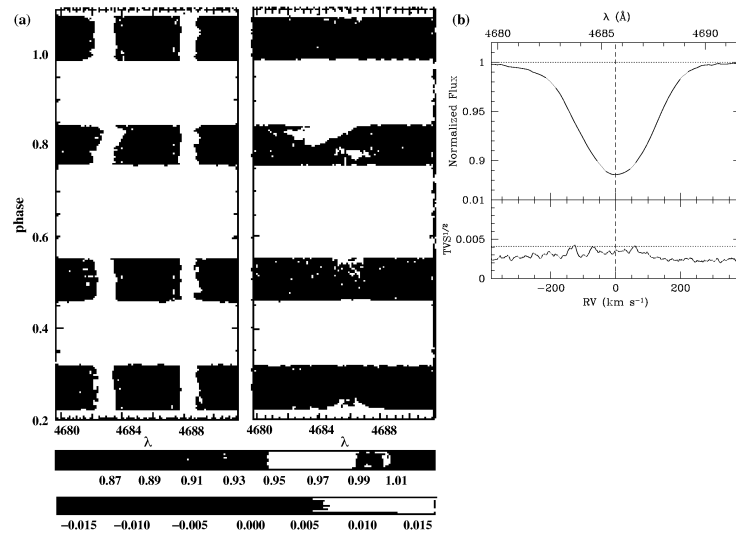 (a)
phase
1.0
0.8
0.6
0.4
0.2
4680 4684 4688
λ
4680 4684 4688
λ
0.87 0.89 0.91 0.93 0.95 0.97 0.99 1.01
−0.015 −0.010 −0.005 0.000 0.005 0.010 0.015
(b)
λ (Å)
4680 4685 4690
Normalized Flux
1
0.95
0.9
0.01
TVS^1/2
0.005
0
−200 0 200
RV (km s⁻¹)